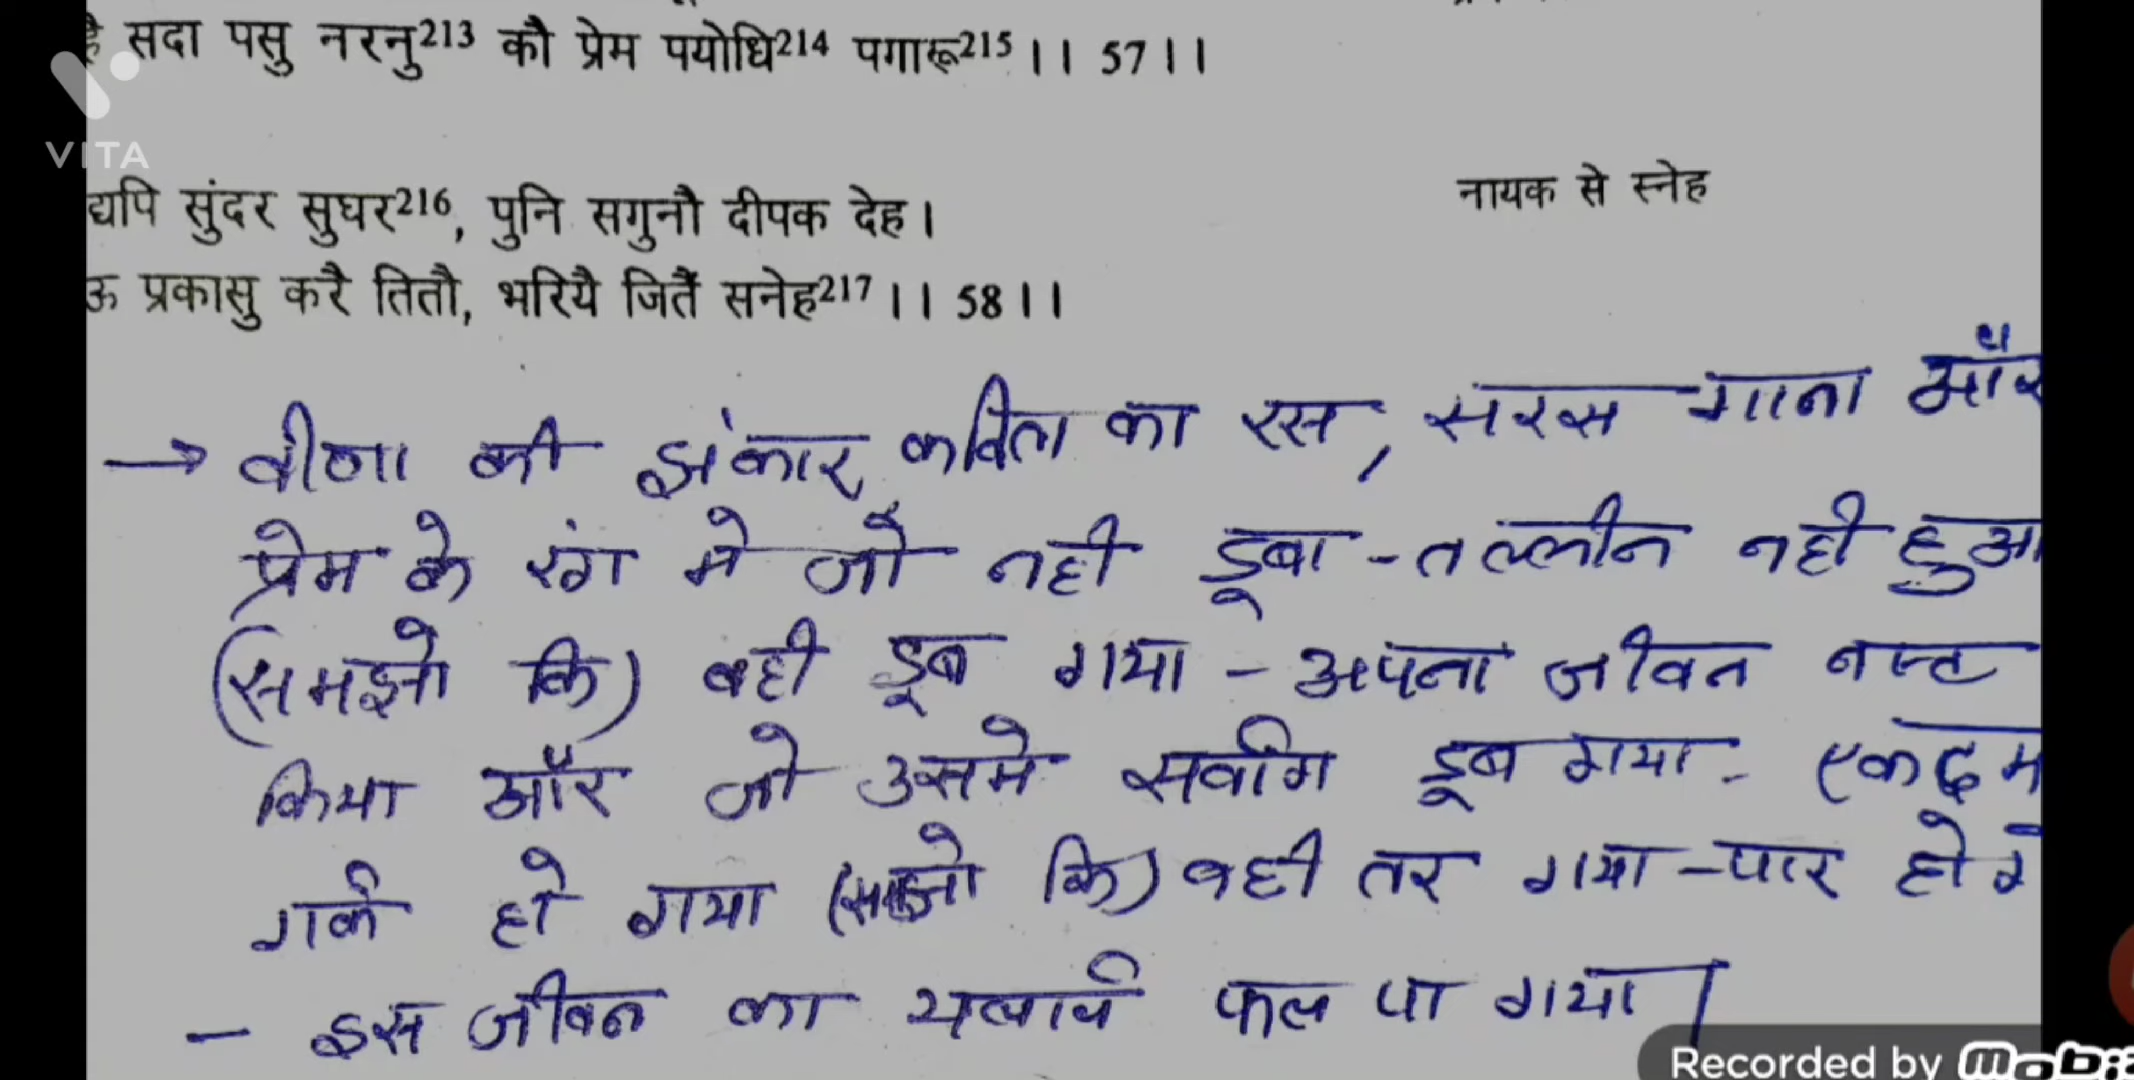 है सदा पसु नरनु213 कौ प्रेम पयोधि214 पगारू215।। 57।।
VITA
द्यपि सुंदर सुघर216, पुनि सगुनौ दीपक देह।
नायक से स्नेह
ऊ प्रकासु करै तितौ, भरियै जितैं सनेह217।। 58।।
→ वीणा की झंकार, कविता का रस, सरस गाना और
प्रेम के रंग मे जो नही डूबा - तल्लीन नही हुआ
(समझो कि) वही डूब गया - अपना जीवन नष्ट
किया और जो उसमे सर्वांग डूब गया - एकदम
गर्क हो गया (समझो कि) वही तर गया - पार हो ग
- इस जीवन का यथार्थ फल पा गया।
Recorded by